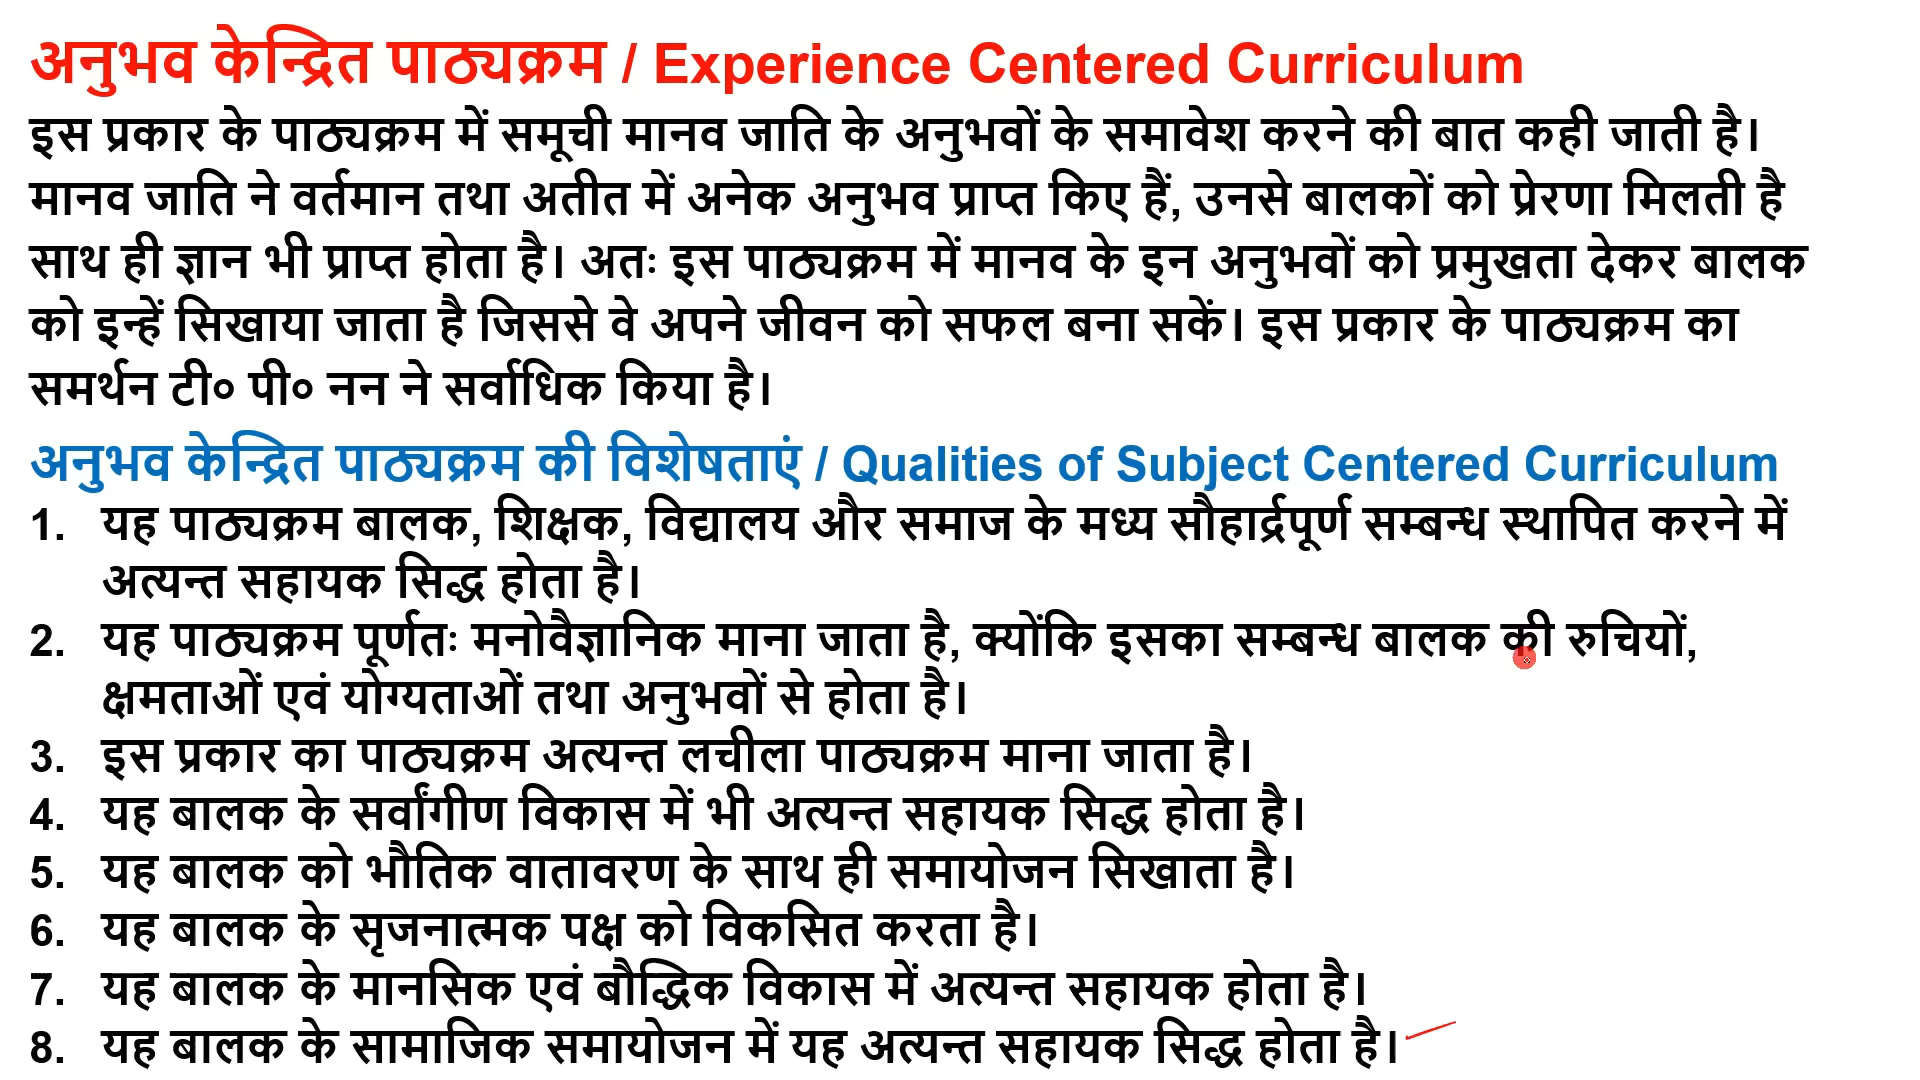 अनुभव केन्द्रित पाठ्यक्रम / Experience Centered Curriculum
इस प्रकार के पाठ्यक्रम में समूची मानव जाति के अनुभवों के समावेश करने की बात कही जाती है।
मानव जाति ने वर्तमान तथा अतीत में अनेक अनुभव प्राप्त किए हैं, उनसे बालकों को प्रेरणा मिलती है
साथ ही ज्ञान भी प्राप्त होता है। अतः इस पाठ्यक्रम में मानव के इन अनुभवों को प्रमुखता देकर बालक
को इन्हें सिखाया जाता है जिससे वे अपने जीवन को सफल बना सकें। इस प्रकार के पाठ्यक्रम का
समर्थन टी० पी० नन ने सर्वाधिक किया है।
अनुभव केन्द्रित पाठ्यक्रम की विशेषताएं / Qualities of Subject Centered Curriculum
1. यह पाठ्यक्रम बालक, शिक्षक, विद्यालय और समाज के मध्य सौहार्द्रपूर्ण सम्बन्ध स्थापित करने में
अत्यन्त सहायक सिद्ध होता है।
2. यह पाठ्यक्रम पूर्णतः मनोवैज्ञानिक माना जाता है, क्योंकि इसका सम्बन्ध बालक की रुचियों,
क्षमताओं एवं योग्यताओं तथा अनुभवों से होता है।
3. इस प्रकार का पाठ्यक्रम अत्यन्त लचीला पाठ्यक्रम माना जाता है।
4. यह बालक के सर्वांगीण विकास में भी अत्यन्त सहायक सिद्ध होता है।
5. यह बालक को भौतिक वातावरण के साथ ही समायोजन सिखाता है।
6. यह बालक के सृजनात्मक पक्ष को विकसित करता है।
7. यह बालक के मानसिक एवं बौद्धिक विकास में अत्यन्त सहायक होता है।
8. यह बालक के सामाजिक समायोजन में यह अत्यन्त सहायक सिद्ध होता है।